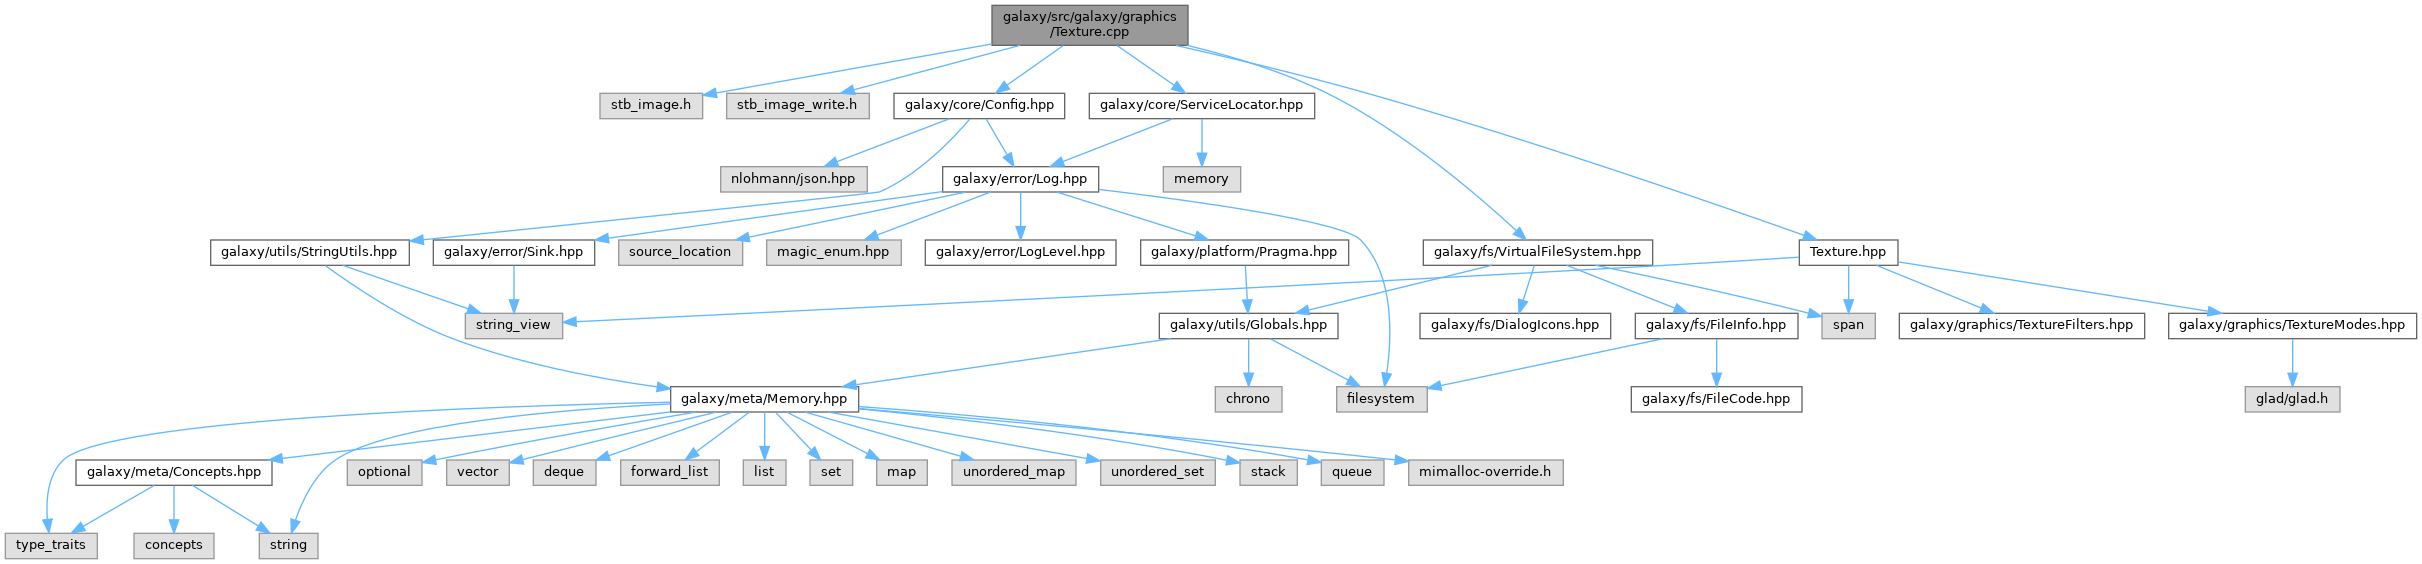 galaxy/src/galaxy/graphics
/Texture.cpp
stb_image.h
stb_image_write.h
galaxy/core/Config.hpp
galaxy/core/ServiceLocator.hpp
nlohmann/json.hpp
galaxy/error/Log.hpp
memory
galaxy/utils/StringUtils.hpp
galaxy/error/Sink.hpp
source_location
magic_enum.hpp
galaxy/error/LogLevel.hpp
galaxy/platform/Pragma.hpp
galaxy/fs/VirtualFileSystem.hpp
Texture.hpp
string_view
galaxy/utils/Globals.hpp
galaxy/fs/DialogIcons.hpp
galaxy/fs/FileInfo.hpp
span
galaxy/graphics/TextureFilters.hpp
galaxy/graphics/TextureModes.hpp
galaxy/meta/Memory.hpp
chrono
filesystem
galaxy/fs/FileCode.hpp
glad/glad.h
galaxy/meta/Concepts.hpp
optional
vector
deque
forward_list
list
set
map
unordered_map
unordered_set
stack
queue
mimalloc-override.h
type_traits
concepts
string